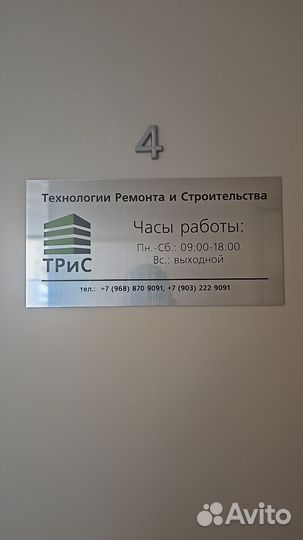 4
Технологии Ремонта и Строительства
Часы работы:
Пн.-Сб.: 09:00-18:00
Вс.: выходной
ТРиС
тел.: +7 (968) 870 9091, +7 (903) 222 9091
Avito